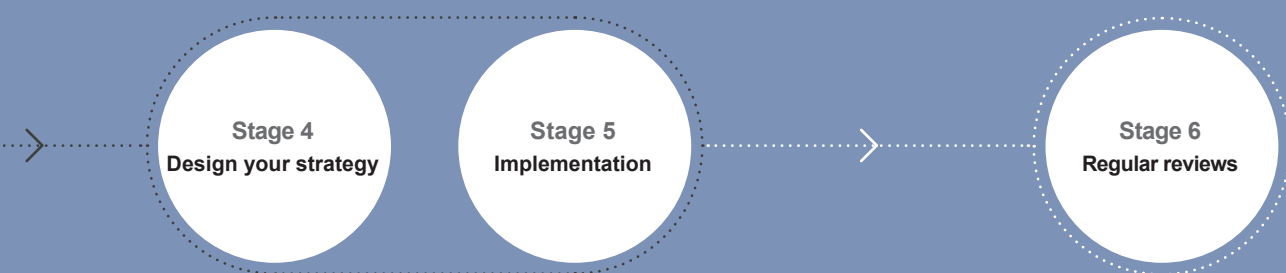 Stage 4
Design your strategy
Stage 5
Implementation
Stage 6
Regular reviews